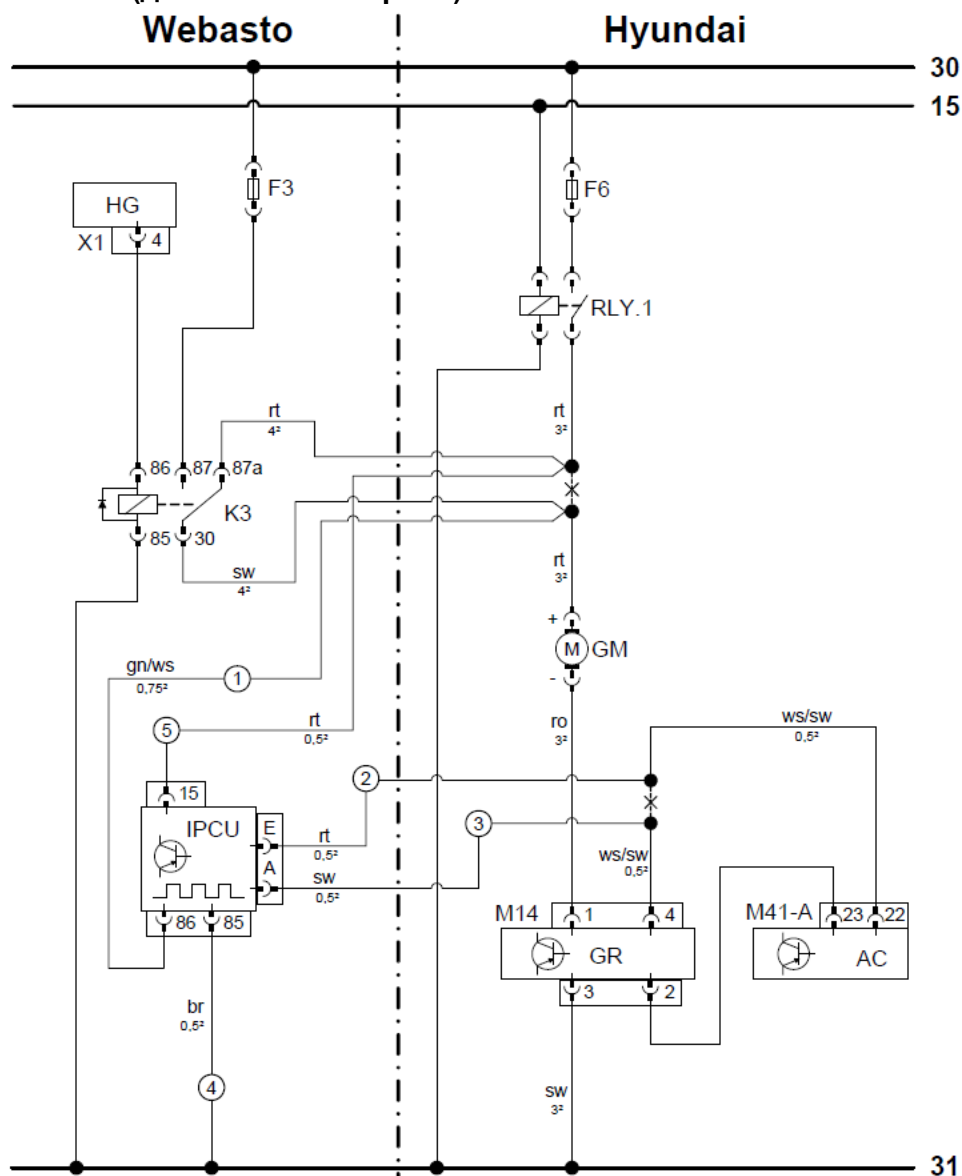 Webasto
Hyundai
30
15
F3
F6
HG
X1
4
RLY.1
rt
4²
rt
3²
86
87
87a
K3
85
30
sw
4²
rt
3²
+
M
GM
-
gn/ws
0,75²
1
rt
0,5²
5
ro
3²
ws/sw
0,5²
2
15
IPCU
E
A
rt
0,5²
3
sw
0,5²
ws/sw
0,5²
86
85
M14
1
4
M41-A
23
22
GR
AC
3
2
br
0,5²
4
sw
3²
31